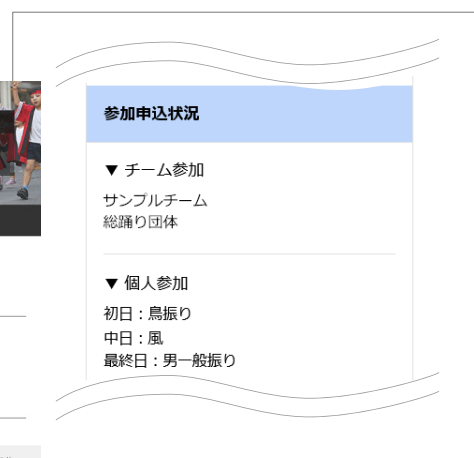 参加申込状況
▼ チーム参加
サンプルチーム
総踊り団体
▼ 個人参加
初日：鳥振り
中日：風
最終日：男一般振り